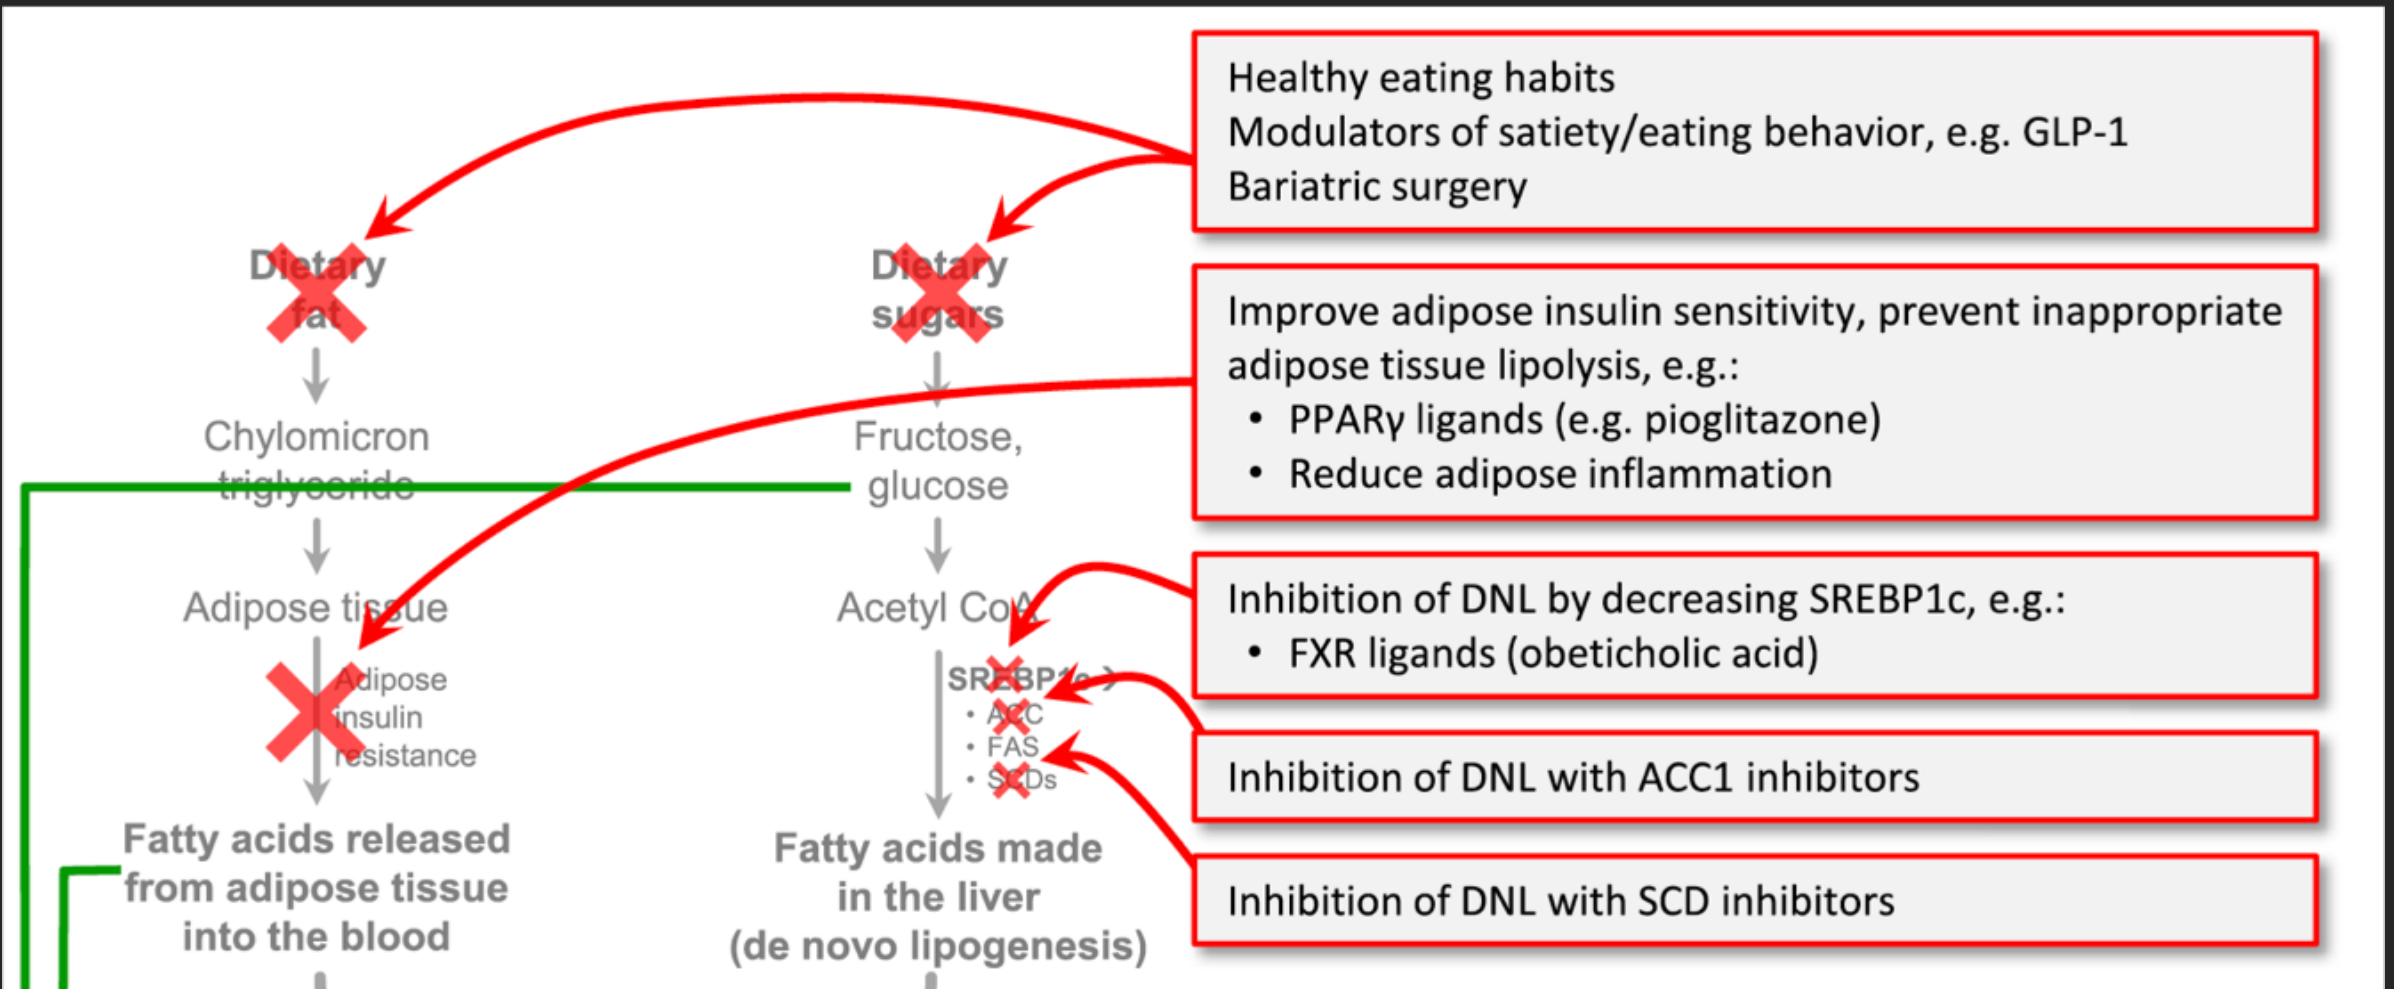 Healthy eating habits
Modulators of satiety/eating behavior, e.g. GLP-1
Bariatric surgery
Dietary
fat
Dietary
sugars
Improve adipose insulin sensitivity, prevent inappropriate
adipose tissue lipolysis, e.g.:
• PPARγ ligands (e.g. pioglitazone)
• Reduce adipose inflammation
Chylomicron
triglyceride
Fructose,
glucose
Adipose tissue
Acetyl CoA
Inhibition of DNL by decreasing SREBP1c, e.g.:
• FXR ligands (obeticholic acid)
Adipose
insulin
resistance
SREBP1c →
• ACC
• FAS
• SCDs
Inhibition of DNL with ACC1 inhibitors
Inhibition of DNL with SCD inhibitors
Fatty acids released
from adipose tissue
into the blood
Fatty acids made
in the liver
(de novo lipogenesis)